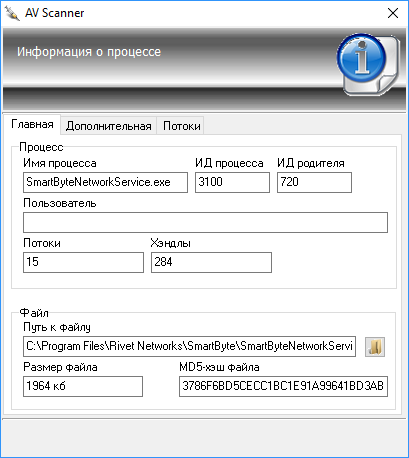 AV Scanner
Информация о процессе
Главная Дополнительная Потоки
Процесс
Имя процесса ИД процесса ИД родителя
SmartByteNetworkService.exe 3100 720
Пользователь
Потоки Хэндлы
15 284
Файл
Путь к файлу
C:\Program Files\Rivet Networks\SmartByte\SmartByteNetworkServi
Размер файла MD5-хэш файла
1964 кб 3786F6BD5CECC1BC1E91A99641BD3AB